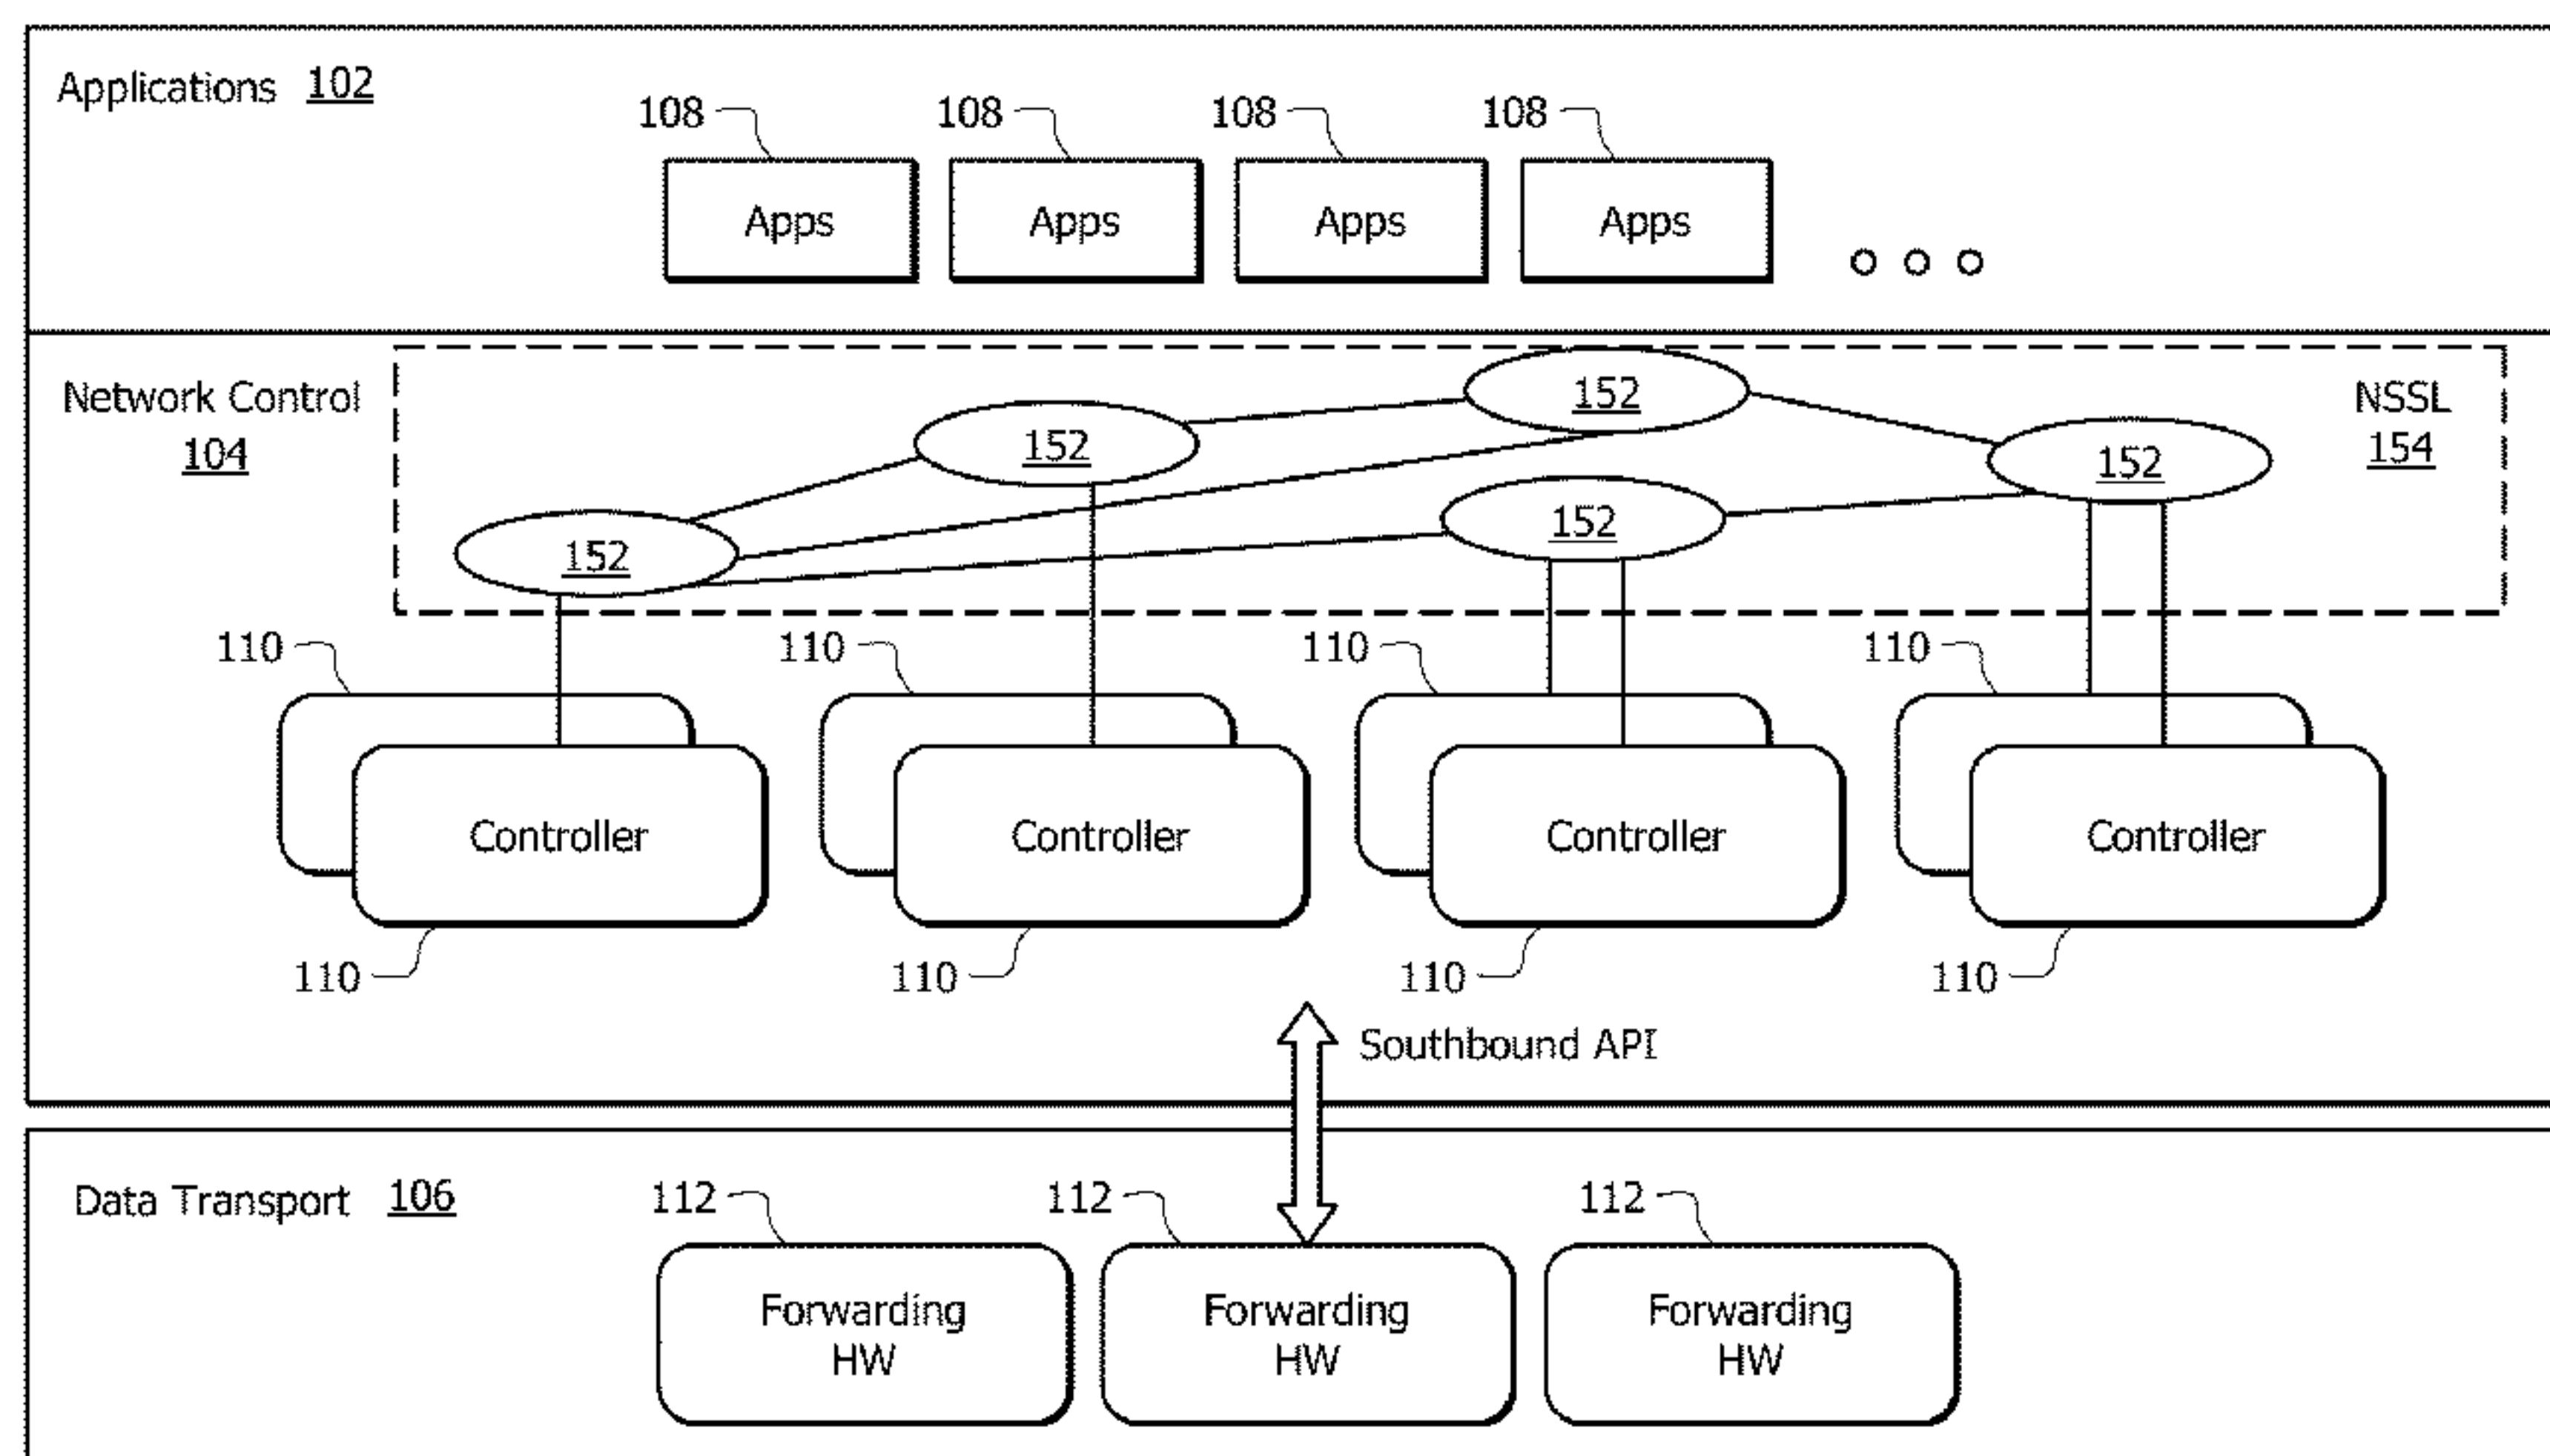 Applications 102
108 108 108 108
Apps Apps Apps Apps
Network Control
104
NSSL
154
152
152
152
152
152
110 110 110 110
Controller Controller Controller Controller
110 110 110 110
Southbound API
Data Transport 106
112 112 112
Forwarding HW
Forwarding HW
Forwarding HW